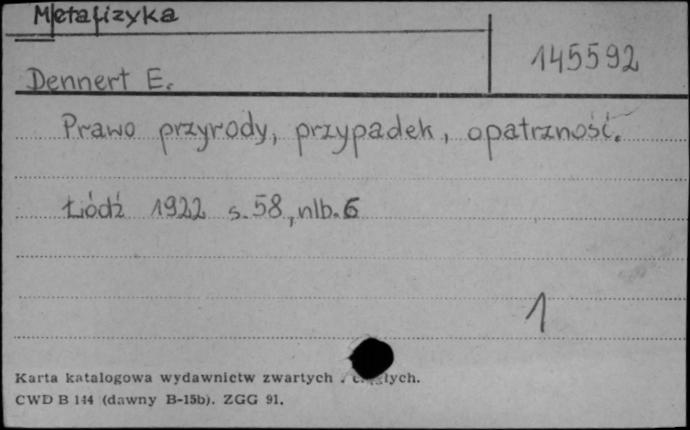 Metafizyka
145592
Dennert E.
Prawo przyrody, przypadek, opatrzność.
Łódź 1922 s. 58, nlb. 6
1
Karta katalogowa wydawnictw zwartych
CWD B 144 (dawny B-15b). ZGG 91.